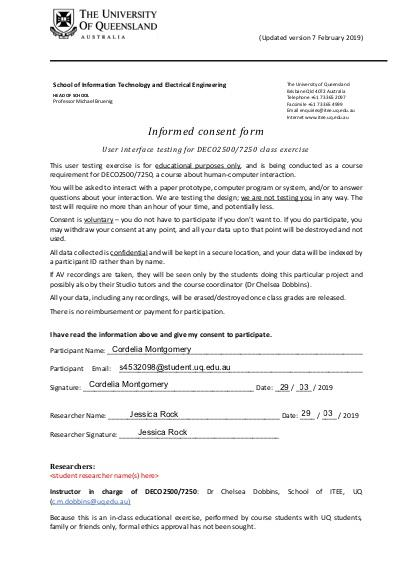 THE UNIVERSITY
OF QUEENSLAND
AUSTRALIA
(Updated version 7 February 2019)
School of Information Technology and Electrical Engineering
HEAD OF SCHOOL
Professor Michael Bruenig
The University of Queensland
Brisbane Qld 4072 Australia
Telephone +61 7 3365 2097
Facsimile +61 7 3365 4999
Email enquiries@itee.uq.edu.au
Internet www.itee.uq.edu.au
Informed consent form
User interface testing for DECO2500/7250 class exercise
This user testing exercise is for educational purposes only, and is being conducted as a course
requirement for DECO2500/7250, a course about human-computer interaction.
You will be asked to interact with a paper prototype, computer program or system, and/or to answer
questions about your interaction. We are testing the design; we are not testing you in any way. The
test will require no more than an hour of your time, and potentially less.
Consent is voluntary – you do not have to participate if you don't want to. If you do participate, you
may withdraw your consent at any point, and all your data up to that point will be destroyed and not
used.
All data collected is confidential and will be kept in a secure location, and your data will be indexed by
a participant ID rather than by name.
If AV recordings are taken, they will be seen only by the students doing this particular project and
possibly also by their Studio tutors and the course coordinator (Dr Chelsea Dobbins).
All your data, including any recordings, will be erased/destroyed once class grades are released.
There is no reimbursement or payment for participation.
I have read the information above and give my consent to participate.
Participant Name: Cordelia Montgomery
Participant Email: s4532098@student.uq.edu.au
Signature: Cordelia Montgomery Date: 29 / 03 / 2019
Researcher Name: Jessica Rock Date: 29 / 03 / 2019
Researcher Signature: Jessica Rock
Researchers:
<student researcher name(s) here>
Instructor in charge of DECO2500/7250: Dr Chelsea Dobbins, School of ITEE, UQ
(c.m.dobbins@uq.edu.au)
Because this is an in-class educational exercise, performed by course students with UQ students,
family or friends only, formal ethics approval has not been sought.